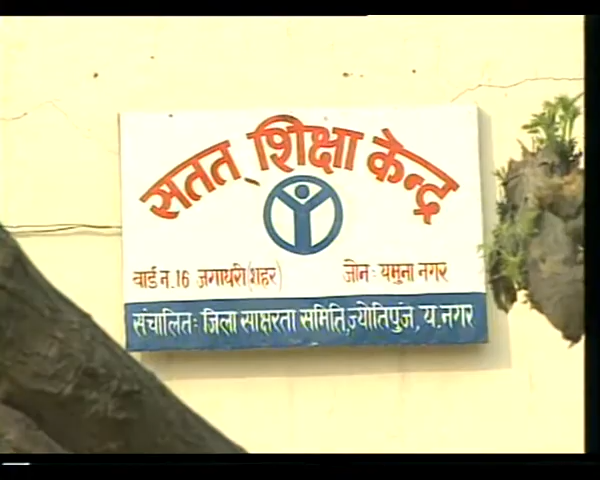 सतत् शिक्षा केन्द्र
वार्ड न. 16 जगाधरी (शहर) जोन: यमुना नगर
संचालित: जिला साक्षरता समिति, ज्योतिपुंज, य. नगर